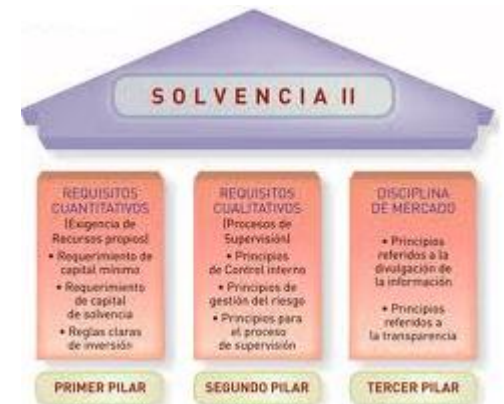 SOLVENCIA II
REQUISITOS
CUANTITATIVOS
(Exigencia de
Recursos propios)
• Requerimiento de
capital mínimo
• Requerimiento
de capital
de solvencia
• Reglas claras
de inversión
PRIMER PILAR
REQUISITOS
CUALITATIVOS
(Procesos de
Supervisión)
• Principios
de Control interno
• Principios de
gestión del riesgo
• Principios para
el proceso
de supervisión
SEGUNDO PILAR
DISCIPLINA
DE MERCADO
• Principios
referidos a la
divulgación de
la información
• Principios
referidos a
la transparencia
TERCER PILAR